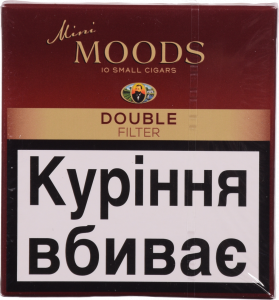 Mini
MOODS
10 SMALL CIGARS
DOUBLE
FILTER
Куріння
вбиває